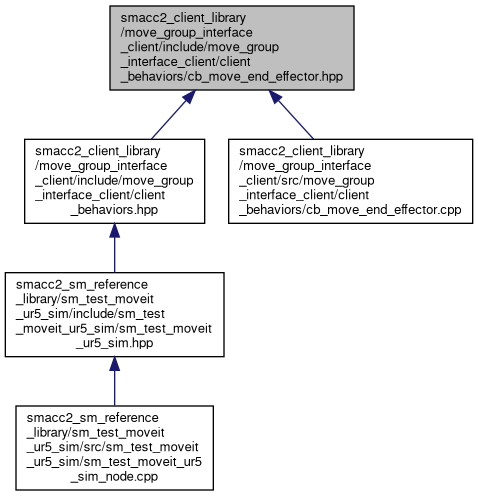 smacc2_client_library
/move_group_interface
_client/include/move_group
_interface_client/client
_behaviors/cb_move_end_effector.hpp
smacc2_client_library
/move_group_interface
_client/include/move_group
_interface_client/client
_behaviors.hpp
smacc2_client_library
/move_group_interface
_client/src/move_group
_interface_client/client
_behaviors/cb_move_end_effector.cpp
smacc2_sm_reference
_library/sm_test_moveit
_ur5_sim/include/sm_test
_moveit_ur5_sim/sm_test_moveit
_ur5_sim.hpp
smacc2_sm_reference
_library/sm_test_moveit
_ur5_sim/src/sm_test_moveit
_ur5_sim/sm_test_moveit_ur5
_sim_node.cpp